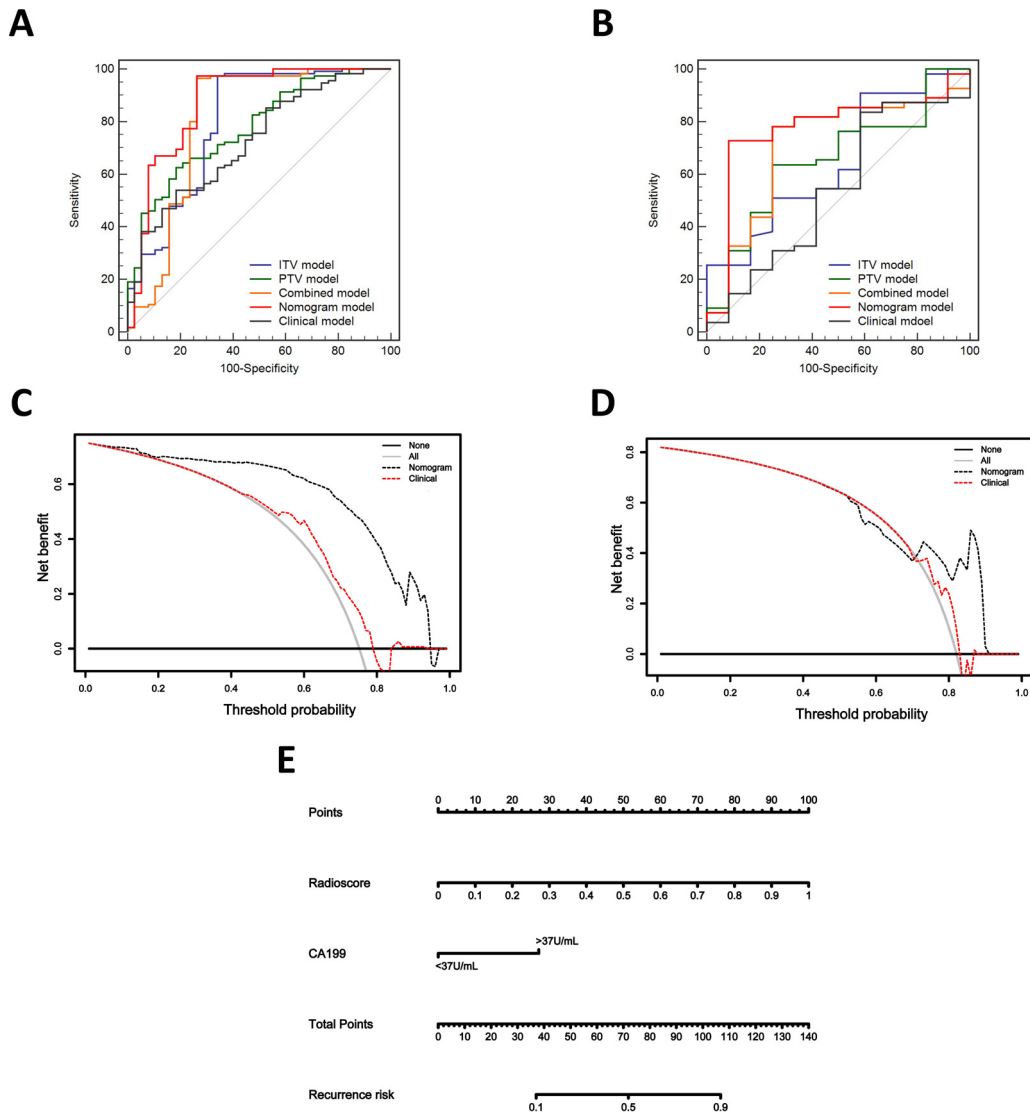 A
B
100
80
60
40
20
0
Sensitivity
ITV model
PTV model
Combined model
Nomogram model
Clinical mdoel
0 20 40 60 80 100
100-Specificity
100
80
60
40
20
0
Sensitivity
ITV model
PTV model
Combined model
Nomogram model
Clinical mdoel
0 20 40 60 80 100
100-Specificity
C
D
0.6
0.4
0.2
0.0
Net benefit
None
All
Nomogram
Clinical
0.0 0.2 0.4 0.6 0.8 1.0
Threshold probability
0.8
0.6
0.4
0.2
0.0
Net benefit
None
All
Nomogram
Clinical
0.0 0.2 0.4 0.6 0.8 1.0
Threshold probability
E
0 10 20 30 40 50 60 70 80 90 100
Points
Radioscore
0 0.1 0.2 0.3 0.4 0.5 0.6 0.7 0.8 0.9 1
>37U/mL
CA199
<37U/mL
Total Points
0 10 20 30 40 50 60 70 80 90 100 110 120 130 140
Recurrence risk
0.1 0.5 0.9